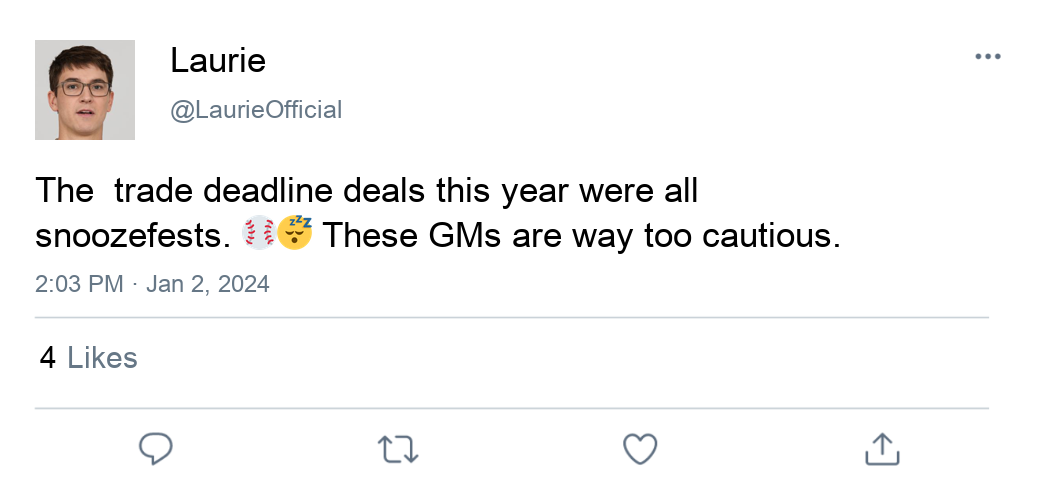 Laurie
@LaurieOfficial
The  trade deadline deals this year were all
snoozefests. ⚾😴 These GMs are way too cautious.
2:03 PM · Jan 2, 2024
4 Likes